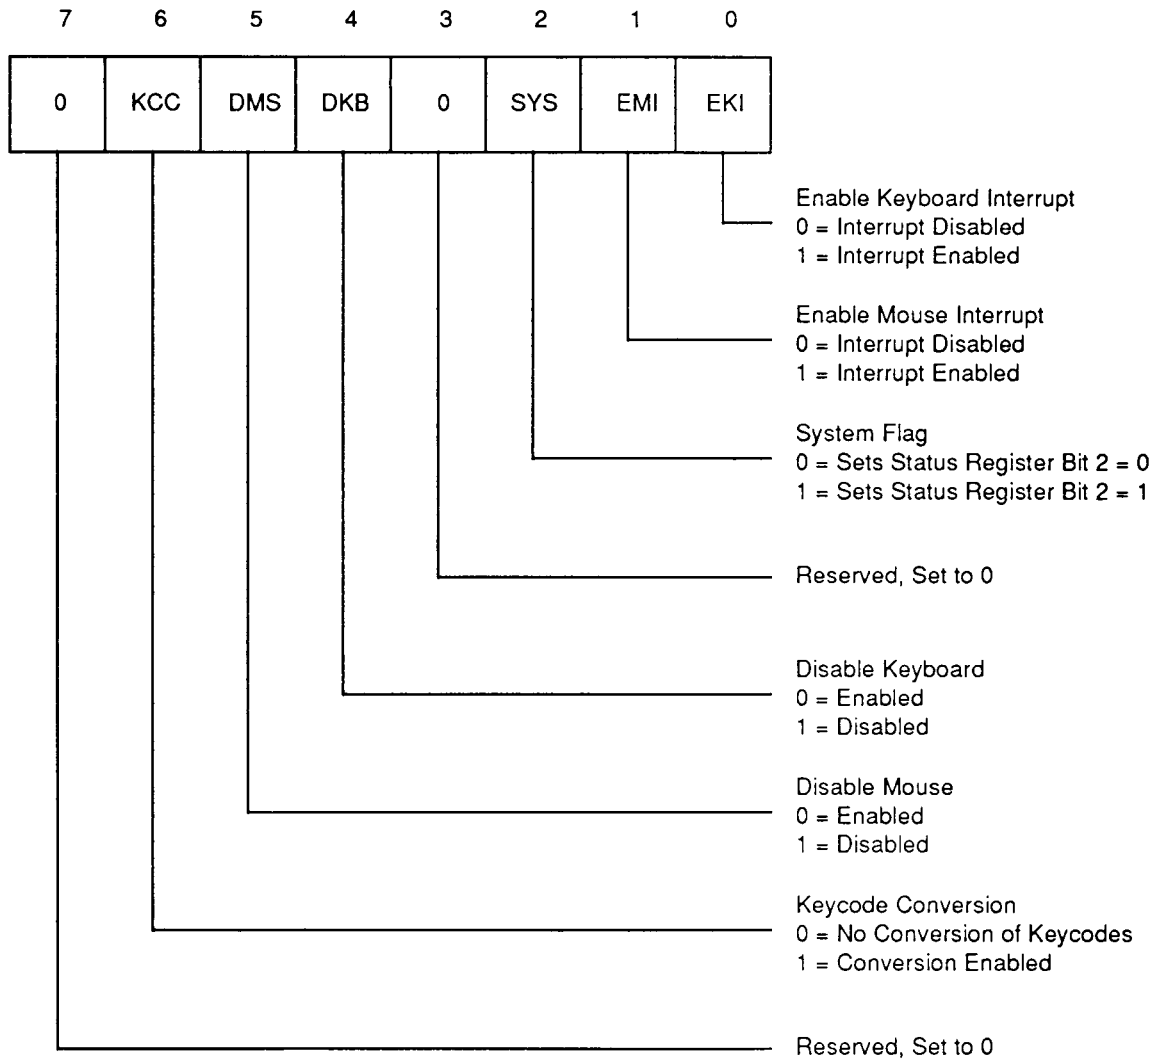 7 6 5 4 3 2 1 0
0 KCC DMS DKB 0 SYS EMI EKI
Enable Keyboard Interrupt
0 = Interrupt Disabled
1 = Interrupt Enabled
Enable Mouse Interrupt
0 = Interrupt Disabled
1 = Interrupt Enabled
System Flag
0 = Sets Status Register Bit 2 = 0
1 = Sets Status Register Bit 2 = 1
Reserved, Set to 0
Disable Keyboard
0 = Enabled
1 = Disabled
Disable Mouse
0 = Enabled
1 = Disabled
Keycode Conversion
0 = No Conversion of Keycodes
1 = Conversion Enabled
Reserved, Set to 0